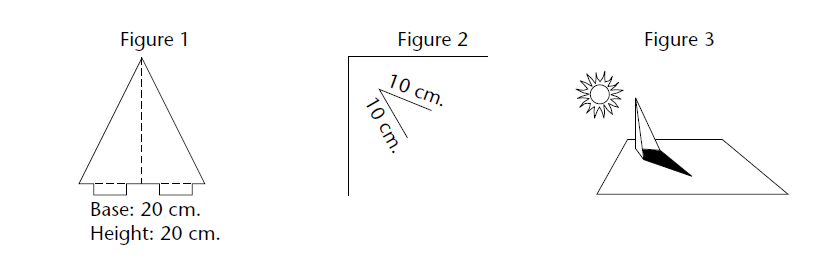 Figure 1
Figure 2
Figure 3
10 cm.
10 cm.
Base: 20 cm.
Height: 20 cm.